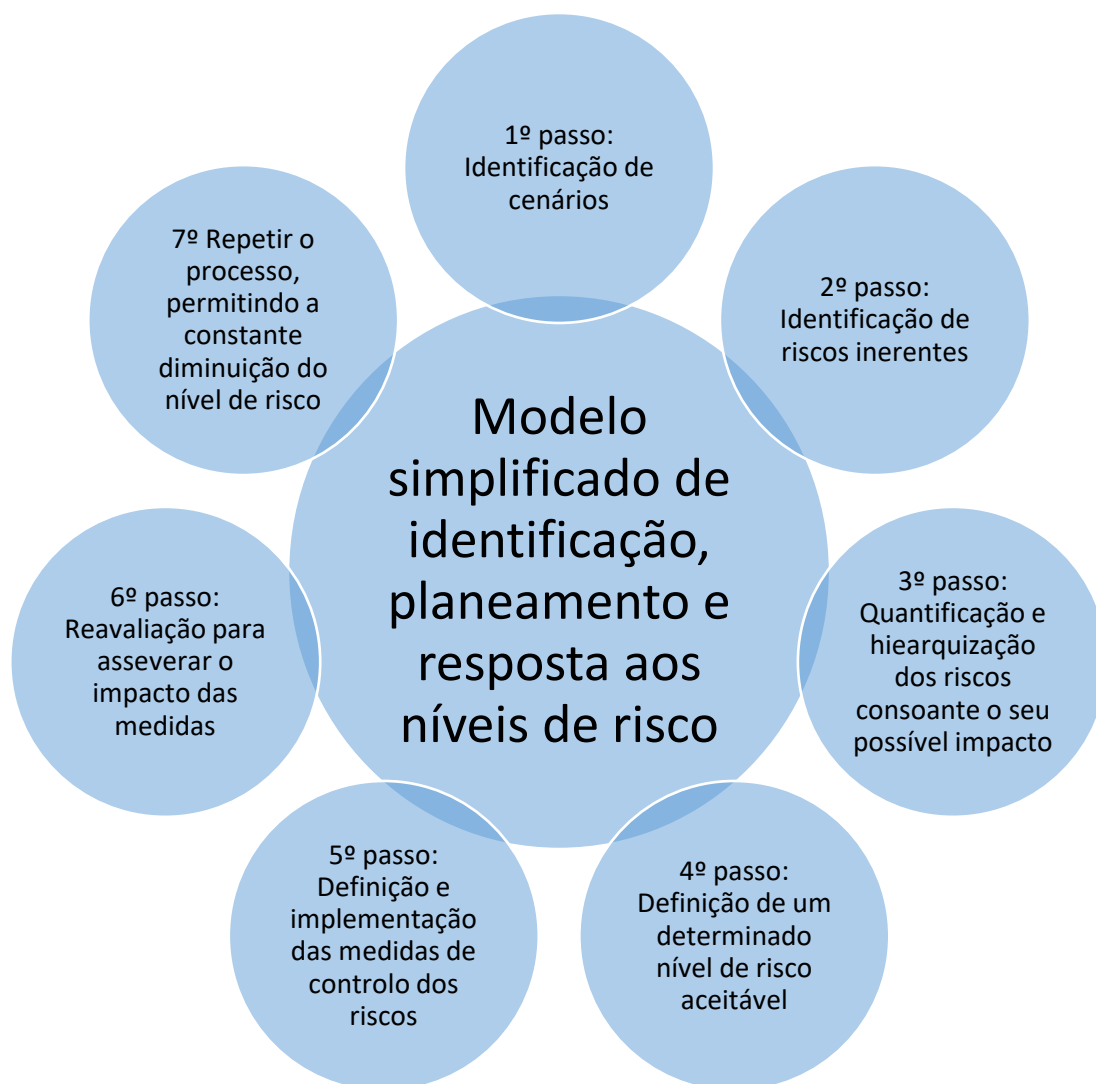 1º passo:
Identificação de
cenários
2º passo:
Identificação de
riscos inerentes
3º passo:
Quantificação e
hiearquização
dos riscos
consoante o seu
possível impacto
4º passo:
Definição de um
determinado
nível de risco
aceitável
5º passo:
Definição e
implementação
das medidas de
controlo dos
riscos
6º passo:
Reavaliação para
asseverar o
impacto das
medidas
7º Repetir o
processo,
permitindo a
constante
diminuição do
nível de risco
Modelo
simplificado de
identificação,
planeamento e
resposta aos
níveis de risco